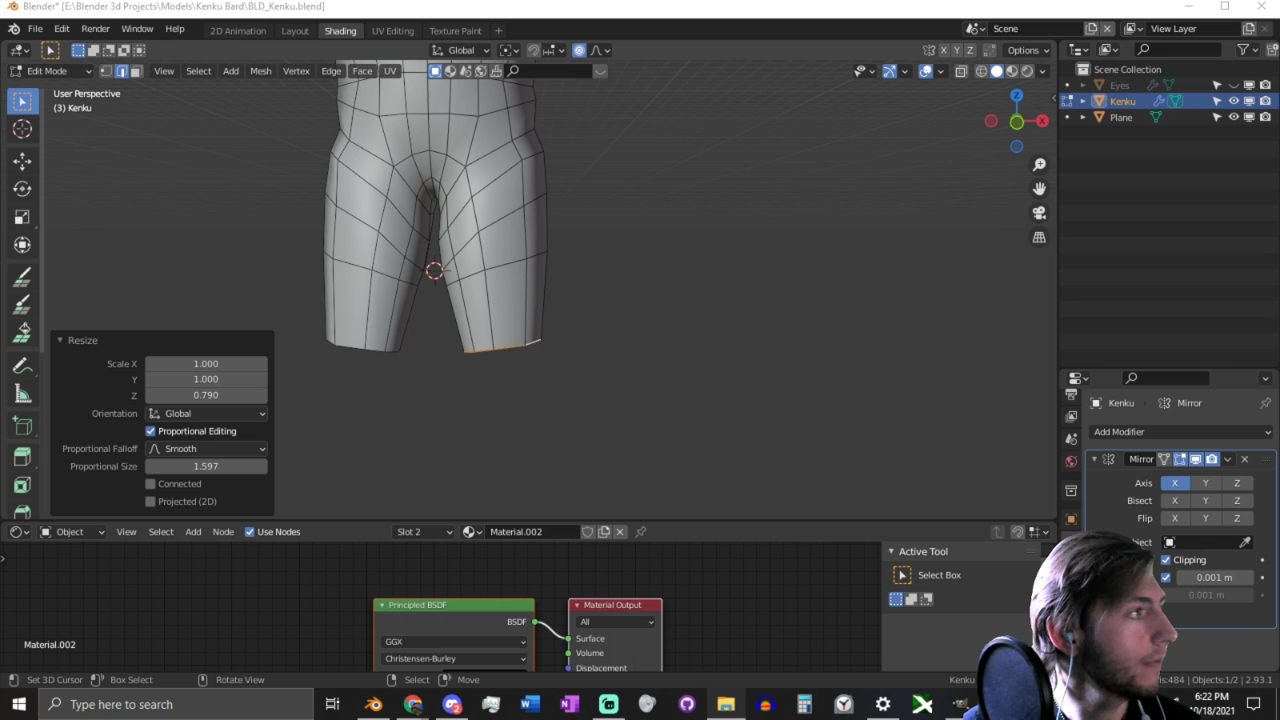 Blender* [E:\Blender 3d Projects\Models\Kenku Bard\BLD_Kenku.blend]
File Edit Render Window Help 2D Animation Layout Shading UV Editing Texture Paint + Scene View Layer
Global X Y Z Options
Edit Mode View Select Add Mesh Vertex Edge Face UV
User Perspective
(3) Kenku
Z
X
Scene Collection
Eyes
Kenku
Plane
Resize
Scale X 1.000
Y 1.000
Z 0.790
Orientation Global
Proportional Editing
Proportional Falloff Smooth
Proportional Size 1.597
Connected
Projected (2D)
Kenku Mirror
Add Modifier
Mirror
Axis X Y Z
Bisect X Y Z
Flip X Y Z
Clipping
0.001 m
0.001 m
Object View Select Add Node Use Nodes Slot 2 Material.002
Active Tool
Select Box
Principled BSDF
BSDF
GGX
Christensen-Burley
Material Output
All
Surface
Volume
Displacement
Material.002
Set 3D Cursor Box Select Rotate View Select Move Kenku Objects:1/2 2.93.1
Type here to search
6:22 PM
10/18/2021